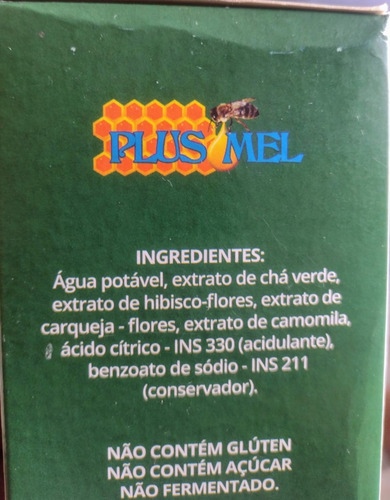 PLUS MEL
INGREDIENTES:
Água potável, extrato de chá verde,
extrato de hibisco-flores, extrato de
carqueja - flores, extrato de camomila,
ácido cítrico - INS 330 (acidulante),
benzoato de sódio - INS 211
(conservador).
NÃO CONTÉM GLÚTEN
NÃO CONTÉM AÇÚCAR
NÃO FERMENTADO.